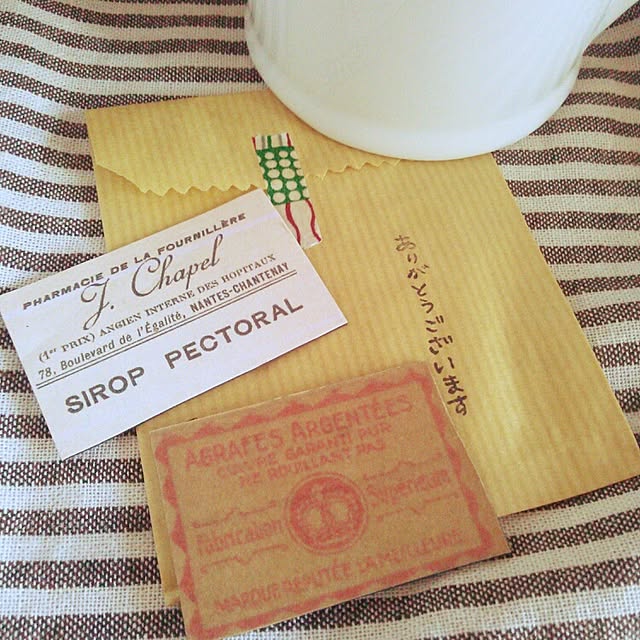 PHARMACIE DE LA FOURNILLÈRE
J. Chapel
(1er PRIX) ANCIEN INTERNE DES HOPITAUX
78, Boulevard de l'Égalité, NANTES-CHANTENAY
SIROP PECTORAL
ありがとうございます
AGRAFES ARGENTÉES
CUIVRE GARANTI PUR
NE ROUILLANT PAS
Fabrication Supérieure
MARQUE RÉPUTÉE LA MEILLEURE